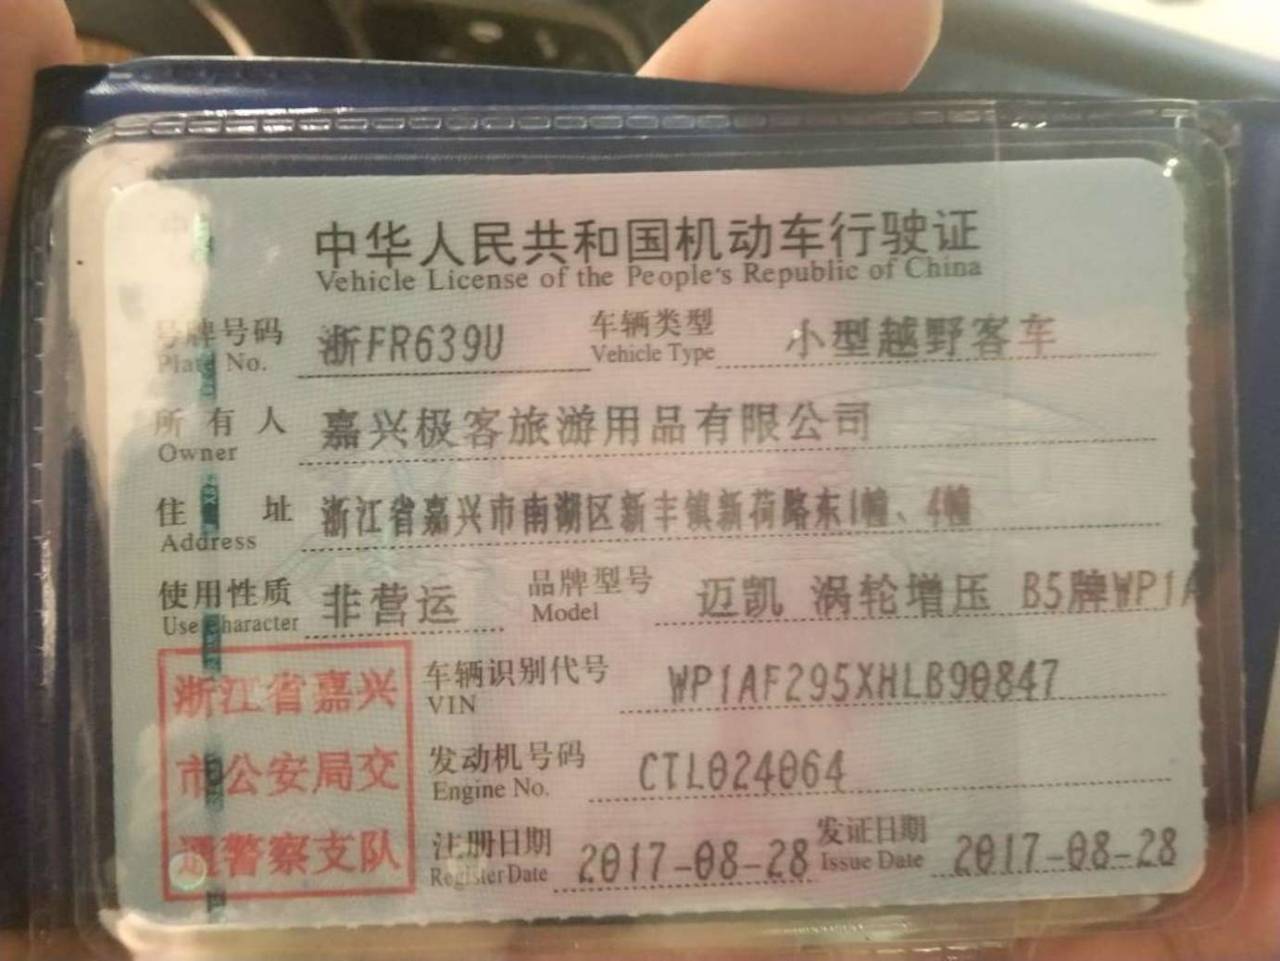 中华人民共和国机动车行驶证
Vehicle License of the People's Republic of China
号牌号码 浙FR639U 车辆类型 小型越野客车
Plate No. Vehicle Type
所有人 嘉兴极客旅游用品有限公司
Owner
住址 浙江省嘉兴市南湖区新丰镇新荷路东1幢、4幢
Address
使用性质 非营运 品牌型号 迈凯 涡轮增压 B5牌WP1A
Use Character Model
浙江省嘉兴 车辆识别代号 WP1AF295XHLB90847
VIN
市公安局交 发动机号码 CTL024064
Engine No.
通警察支队 注册日期 2017-08-28 发证日期 2017-08-28
Register Date Issue Date